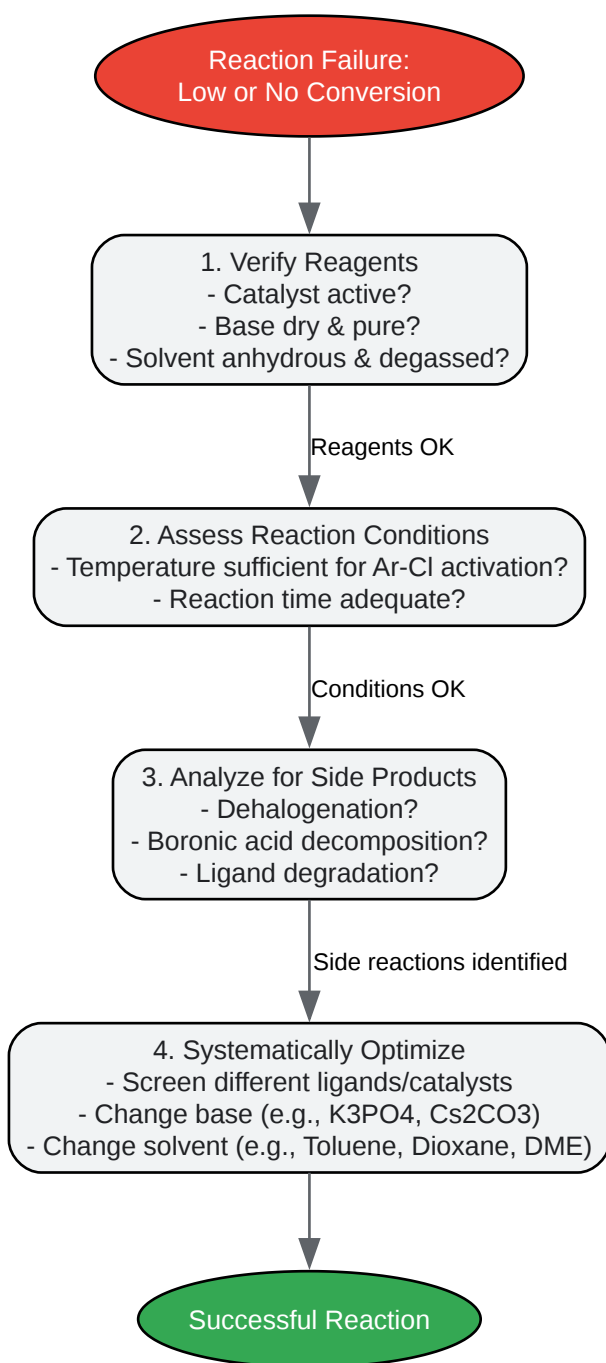 Reaction Failure:
Low or No Conversion
1. Verify Reagents
- Catalyst active?
- Base dry & pure?
- Solvent anhydrous & degassed?
Reagents OK
2. Assess Reaction Conditions
- Temperature sufficient for Ar-Cl activation?
- Reaction time adequate?
Conditions OK
3. Analyze for Side Products
- Dehalogenation?
- Boronic acid decomposition?
- Ligand degradation?
Side reactions identified
4. Systematically Optimize
- Screen different ligands/catalysts
- Change base (e.g., K3PO4, Cs2CO3)
- Change solvent (e.g., Toluene, Dioxane, DME)
Successful Reaction